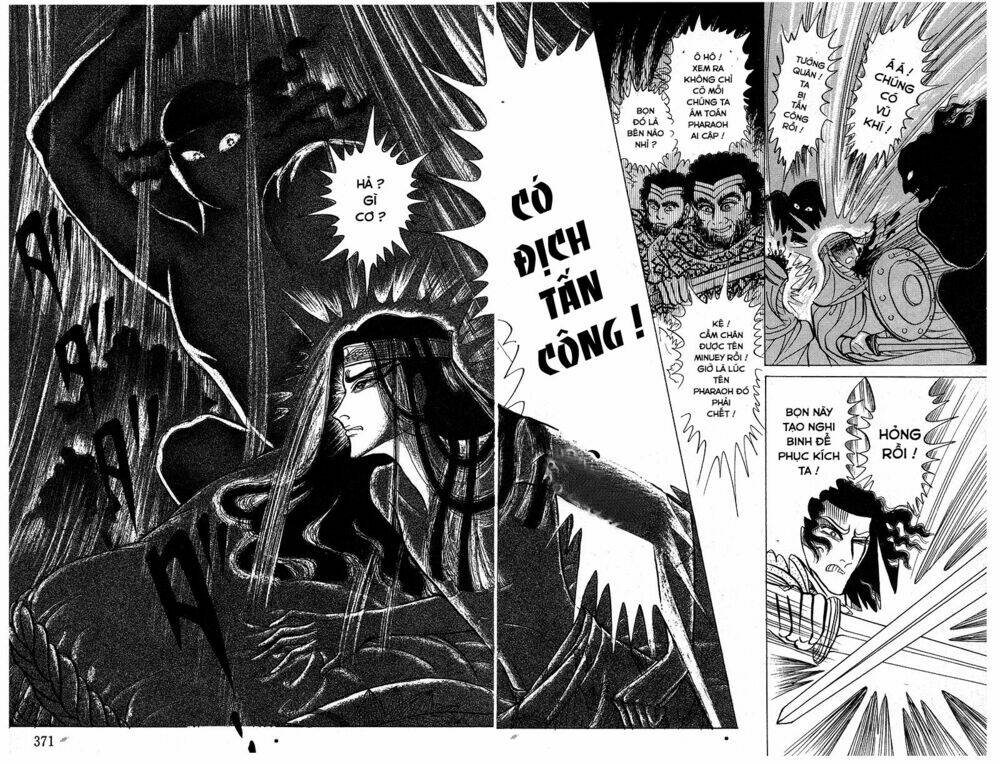 Á Á !
CHÚNG
CÓ
VŨ
KHÍ !
TƯỚNG
QUÂN !
TA
BỊ
TẤN
CÔNG
RỒI !
HỎNG
RỒI !
BỌN NÀY
TẠO NGHI
BINH ĐỂ
PHỤC KÍCH
TA !
Ô HÔ !
XEM RA
KHÔNG CHỈ
CÓ MỖI
CHÚNG TA
ÁM TOÁN
PHARAOH
AI CẬP !
BỌN
ĐÓ LÀ
BÊN NÀO
NHỈ ?
KỆ !
CẦM CHÂN
ĐƯỢC TÊN
MINUEY RỒI !
GIỜ LÀ LÚC
TÊN
PHARAOH ĐÓ
PHẢI
CHẾT !
CÓ
ĐỊCH
TẤN
CÔNG !
HẢ ?
GÌ
CƠ ?
371